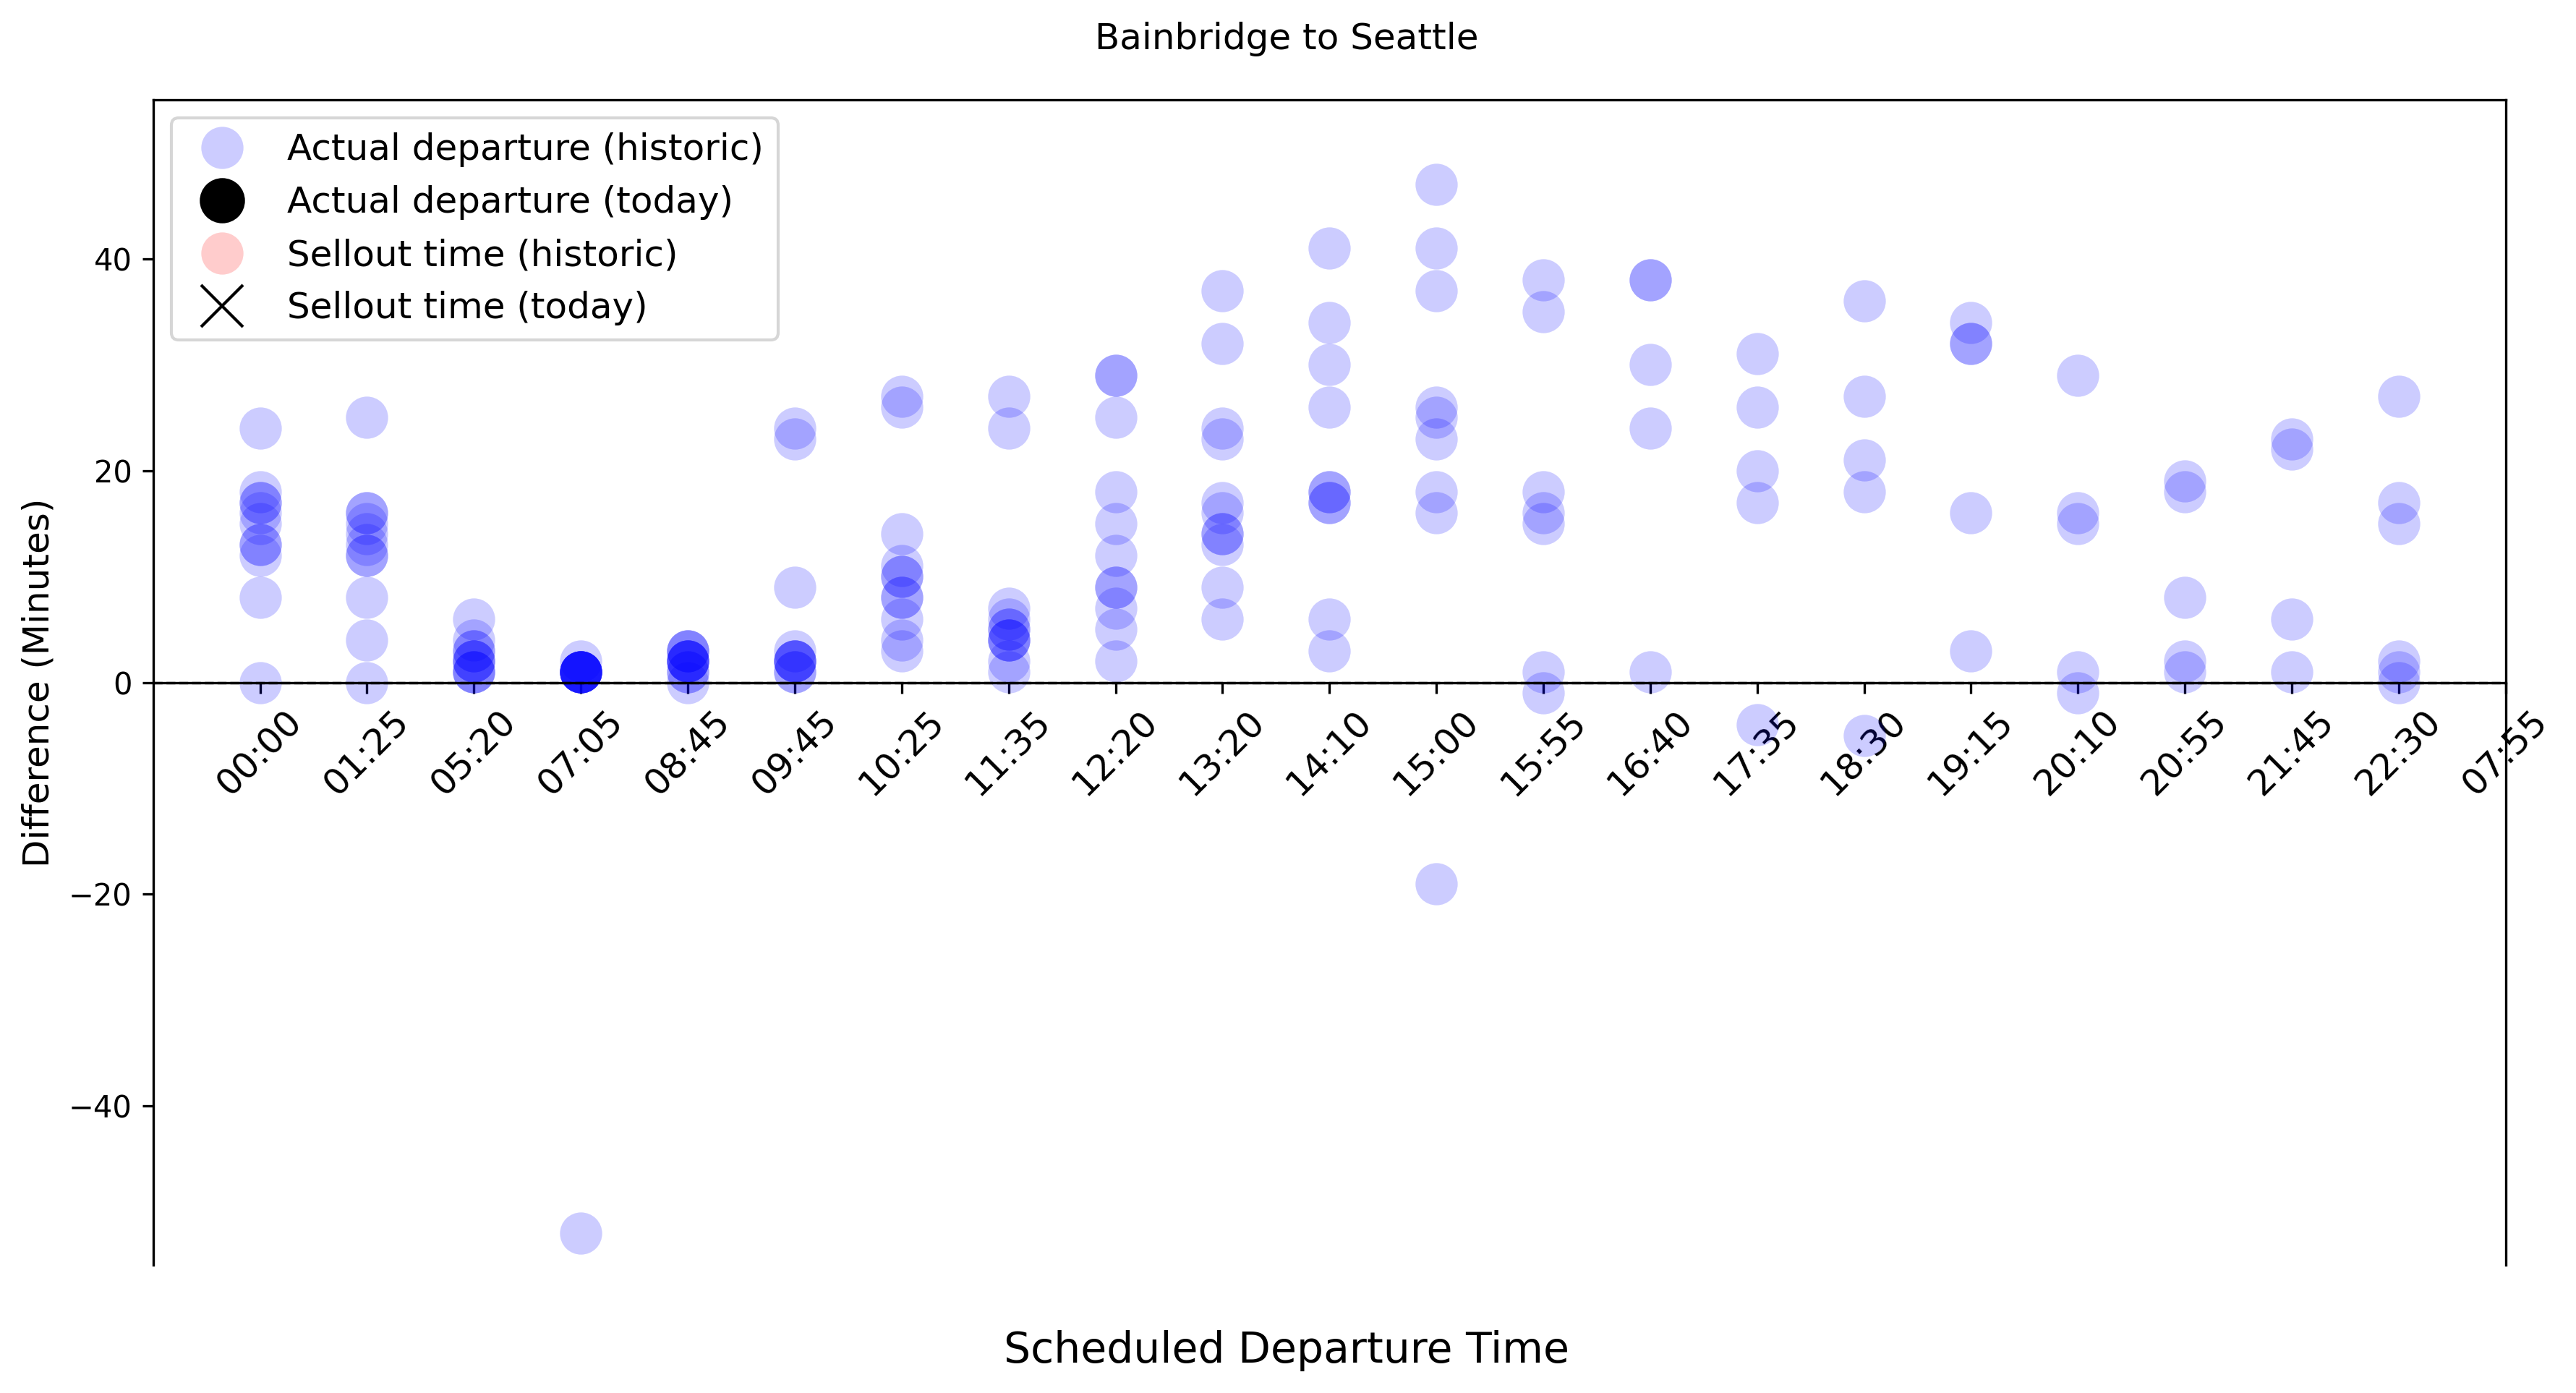 Bainbridge to Seattle
Actual departure (historic)
Actual departure (today)
Sellout time (historic)
Sellout time (today)
Difference (Minutes)
40
20
0
−20
−40
00:00 01:25 05:20 07:05 08:45 09:45 10:25 11:35 12:20 13:20 14:10 15:00 15:55 16:40 17:35 18:30 19:15 20:10 20:55 21:45 22:30 07:55
Scheduled Departure Time